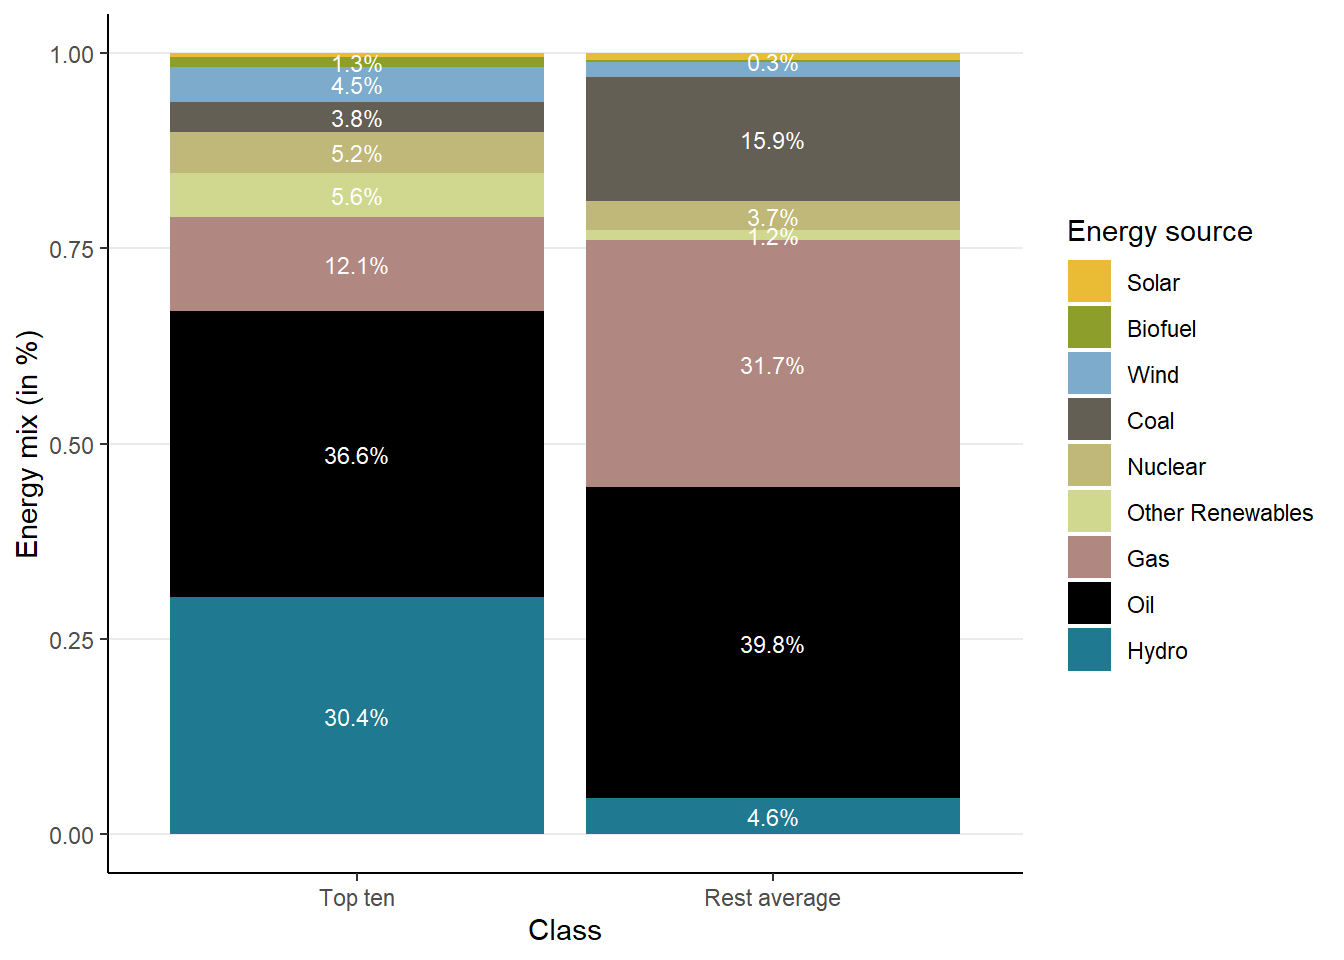 1.00
0.75
0.50
0.25
0.00
Energy mix (in %)
1.3%
4.5%
3.8%
5.2%
5.6%
12.1%
36.6%
30.4%
0.3%
15.9%
3.7%
1.2%
31.7%
39.8%
4.6%
Top ten
Rest average
Class
Energy source
Solar
Biofuel
Wind
Coal
Nuclear
Other Renewables
Gas
Oil
Hydro